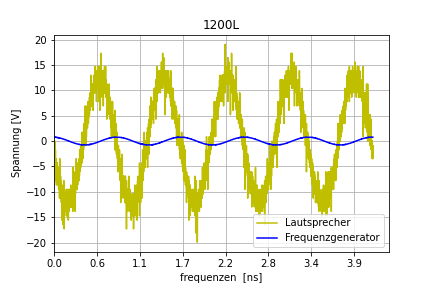 1200L
Spannung [V]
20
15
10
5
0
−5
−10
−15
−20
0.0 0.6 1.1 1.7 2.2 2.8 3.4 3.9
frequenzen [ns]
Lautsprecher
Frequenzgenerator